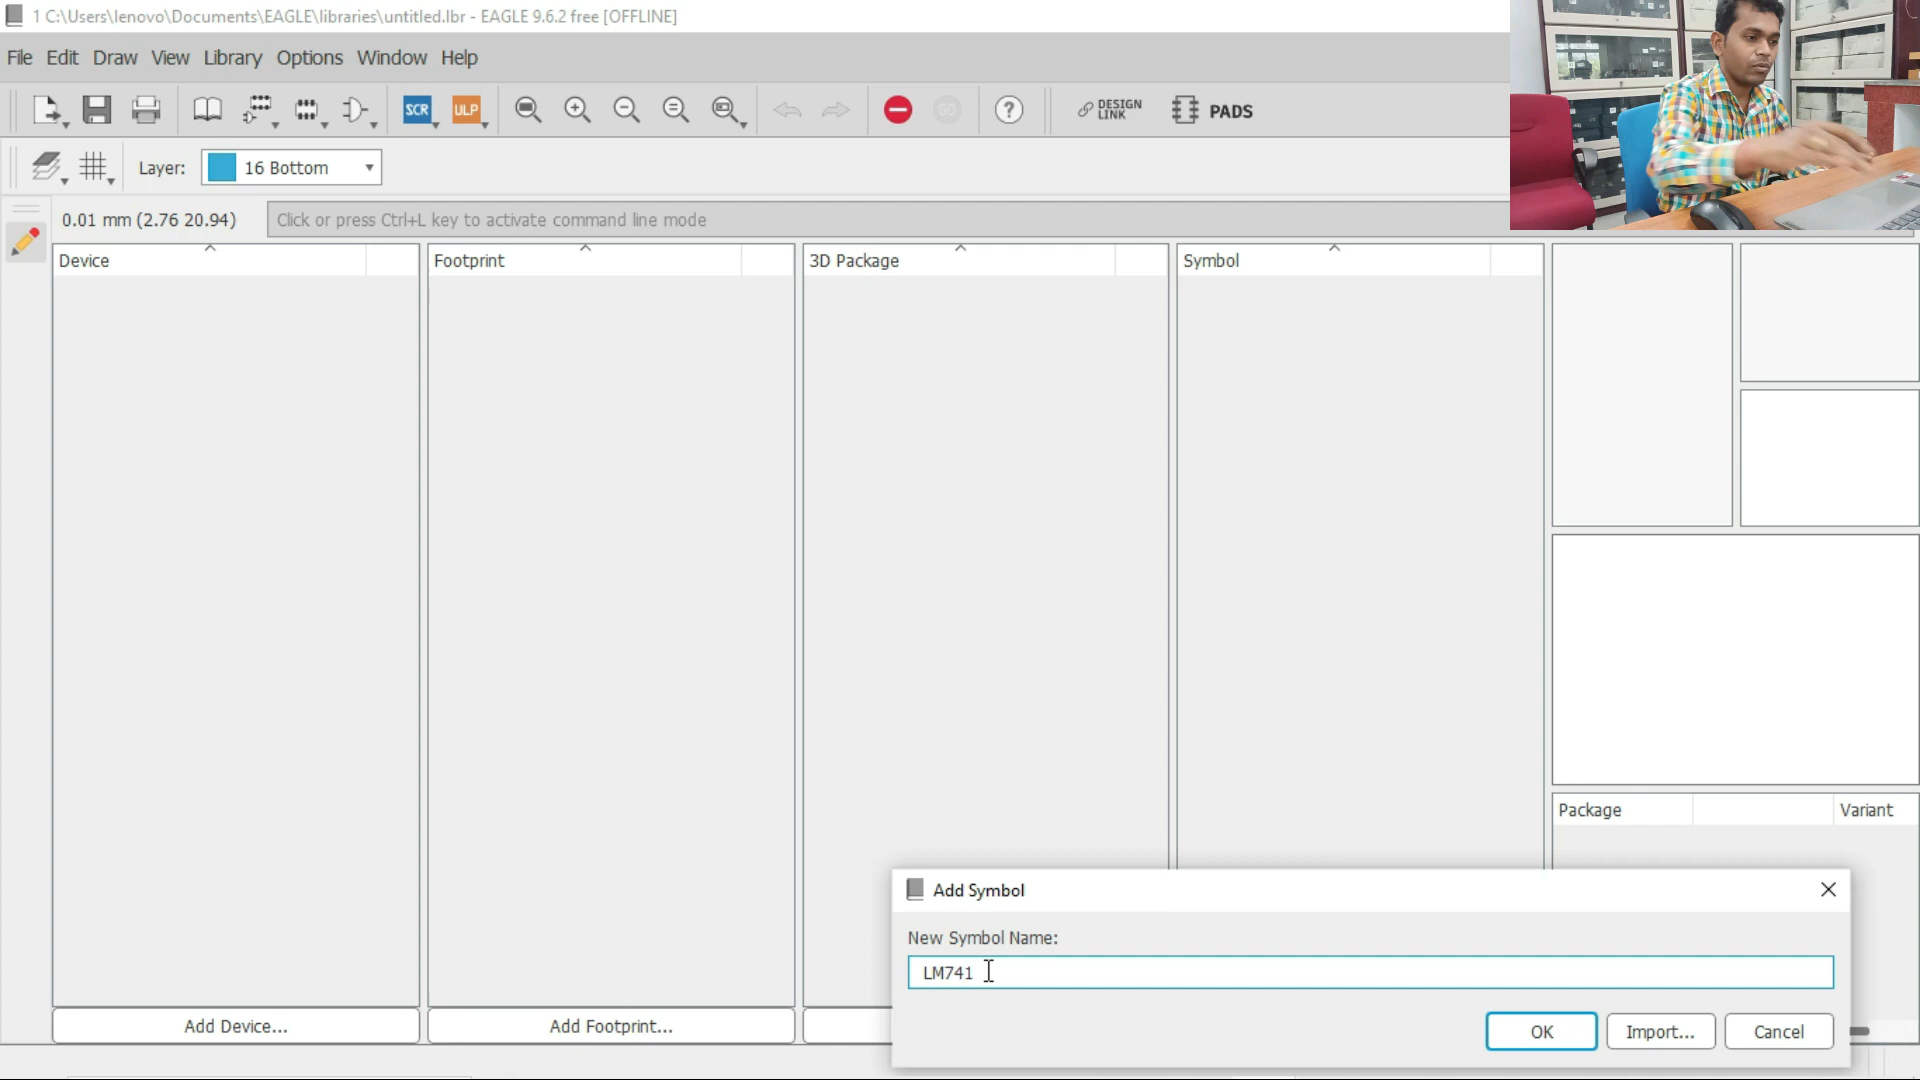 1 C:\Users\lenovo\Documents\EAGLE\libraries\untitled.lbr - EAGLE 9.6.2 free [OFFLINE]
File Edit Draw View Library Options Window Help
SCR ULP GO ? DESIGN LINK PADS
Layer: 16 Bottom
0.01 mm (2.76 20.94) Click or press Ctrl+L key to activate command line mode
Device Footprint 3D Package Symbol
Package Variant
Add Symbol
New Symbol Name:
LM741
Add Device... Add Footprint...
OK Import... Cancel